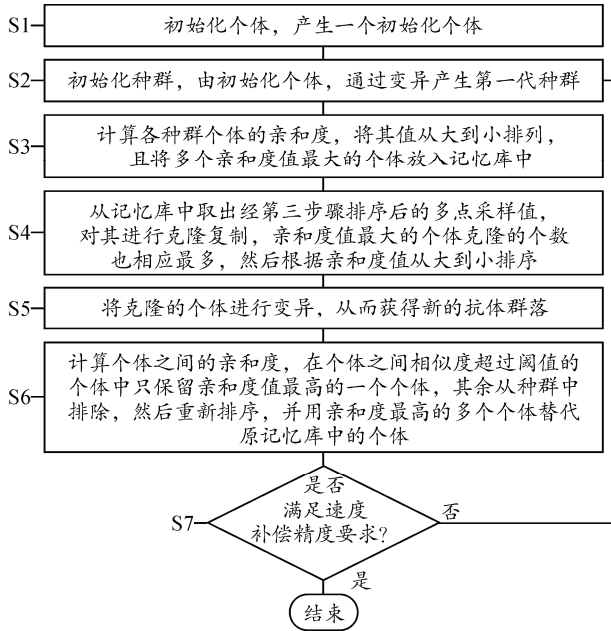 S1 初始化个体，产生一个初始化个体
S2 初始化种群，由初始化个体，通过变异产生第一代种群
S3 计算各种群个体的亲和度，将其值从大到小排列，
且将多个亲和度值最大的个体放入记忆库中
S4 从记忆库中取出经第三步骤排序后的多点采样值，
对其进行克隆复制，亲和度值最大的个体克隆的个数
也相应最多，然后根据亲和度值从大到小排序
S5 将克隆的个体进行变异，从而获得新的抗体群落
S6 计算个体之间的亲和度，在个体之间相似度超过阈值的
个体中只保留亲和度值最高的一个个体，其余从种群中
排除，然后重新排序，并用亲和度最高的多个个体替代
原记忆库中的个体
S7 是否
满足速度
补偿精度要求？
否
是
结束